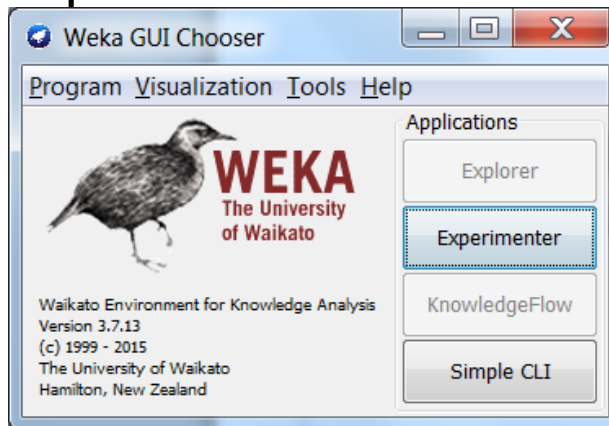 Weka GUI Chooser
Program Visualization Tools Help
WEKA
The University
of Waikato
Waikato Environment for Knowledge Analysis
Version 3.7.13
(c) 1999 - 2015
The University of Waikato
Hamilton, New Zealand
Applications
Explorer
Experimenter
KnowledgeFlow
Simple CLI